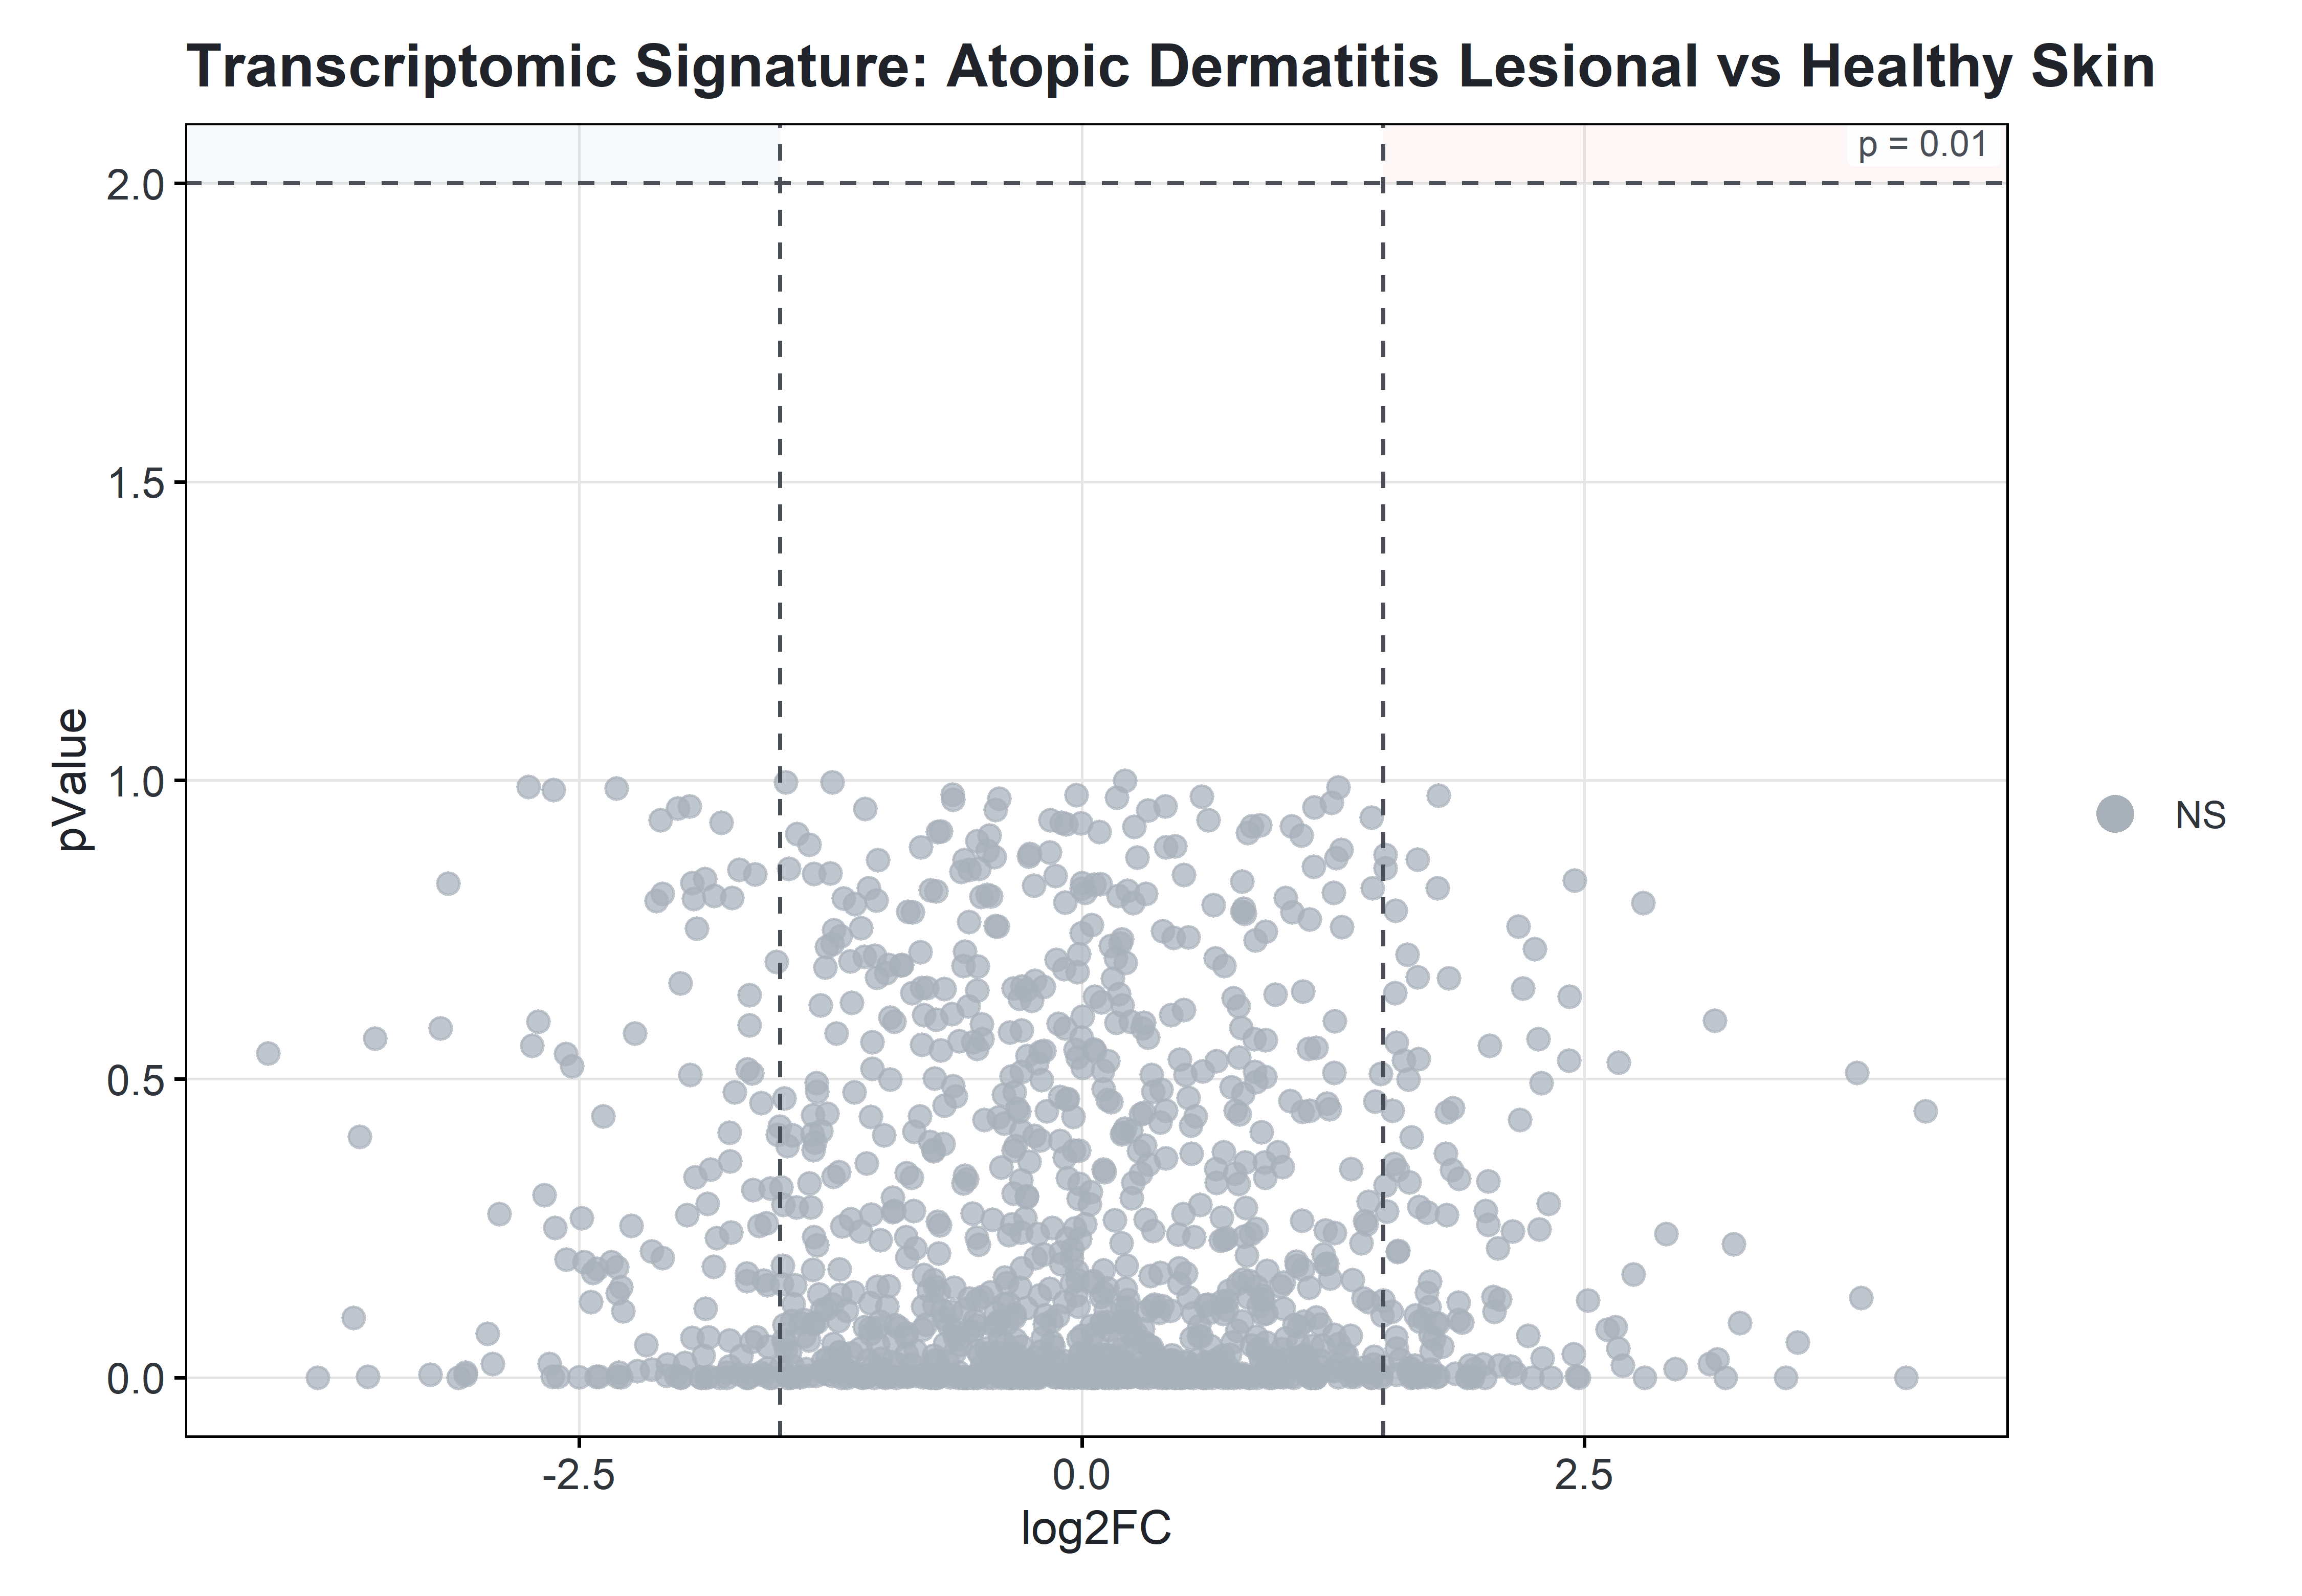 Transcriptomic Signature: Atopic Dermatitis Lesional vs Healthy Skin
p = 0.01
2.0
1.5
1.0
0.5
0.0
pValue
NS
-2.5
0.0
2.5
log2FC